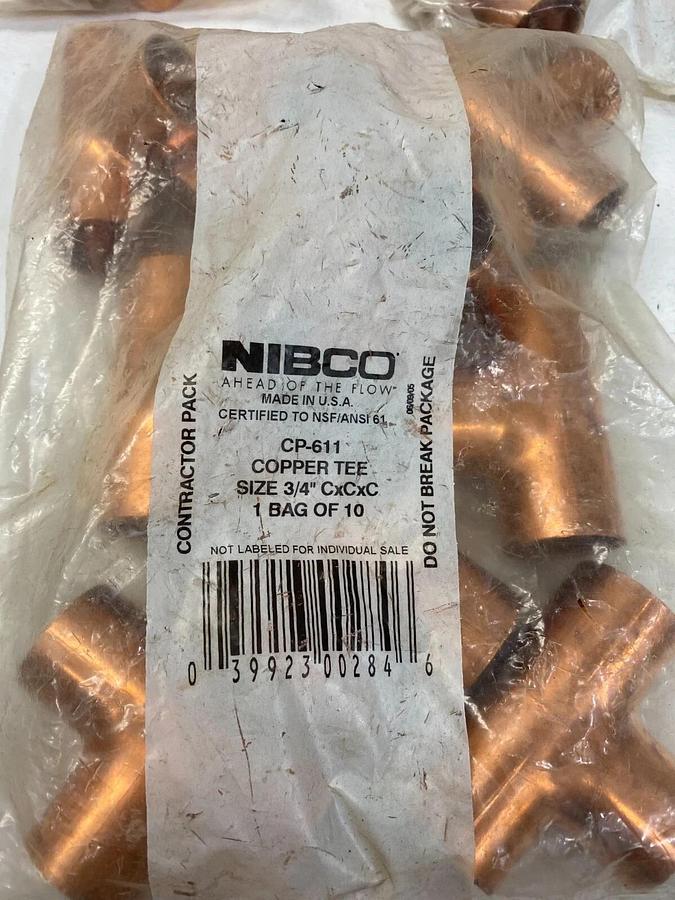 NIBCO
AHEAD OF THE FLOW™
MADE IN U.S.A.
CERTIFIED TO NSF/ANSI 61
CP-611
COPPER TEE
SIZE 3/4" CxCxC
1 BAG OF 10
NOT LABELED FOR INDIVIDUAL SALE
0 39923 00284 6
CONTRACTOR PACK
DO NOT BREAK PACKAGE